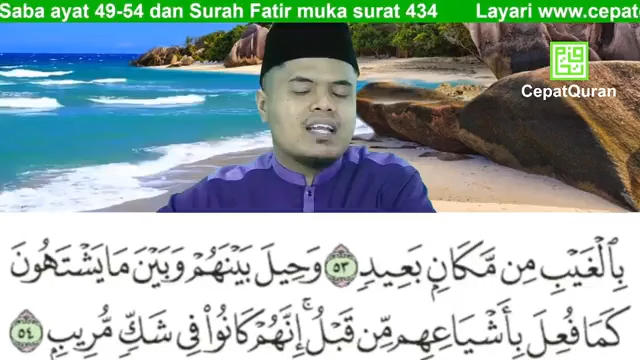 Saba ayat 49-54 dan Surah Fatir muka surat 434 Layari www.cepat
CepatQuran
بِالْغَيْبِ مِن مَّكَانٍ بَعِيدٍ ٥٣ وَحِيلَ بَيْنَهُمْ وَبَيْنَ مَا يَشْتَهُونَ
كَمَا فُعِلَ بِأَشْيَاعِهِم مِّن قَبْلُ ۚ إِنَّهُمْ كَانُوا۟ فِى شَكٍّ مُّرِيبٍ ٥٤